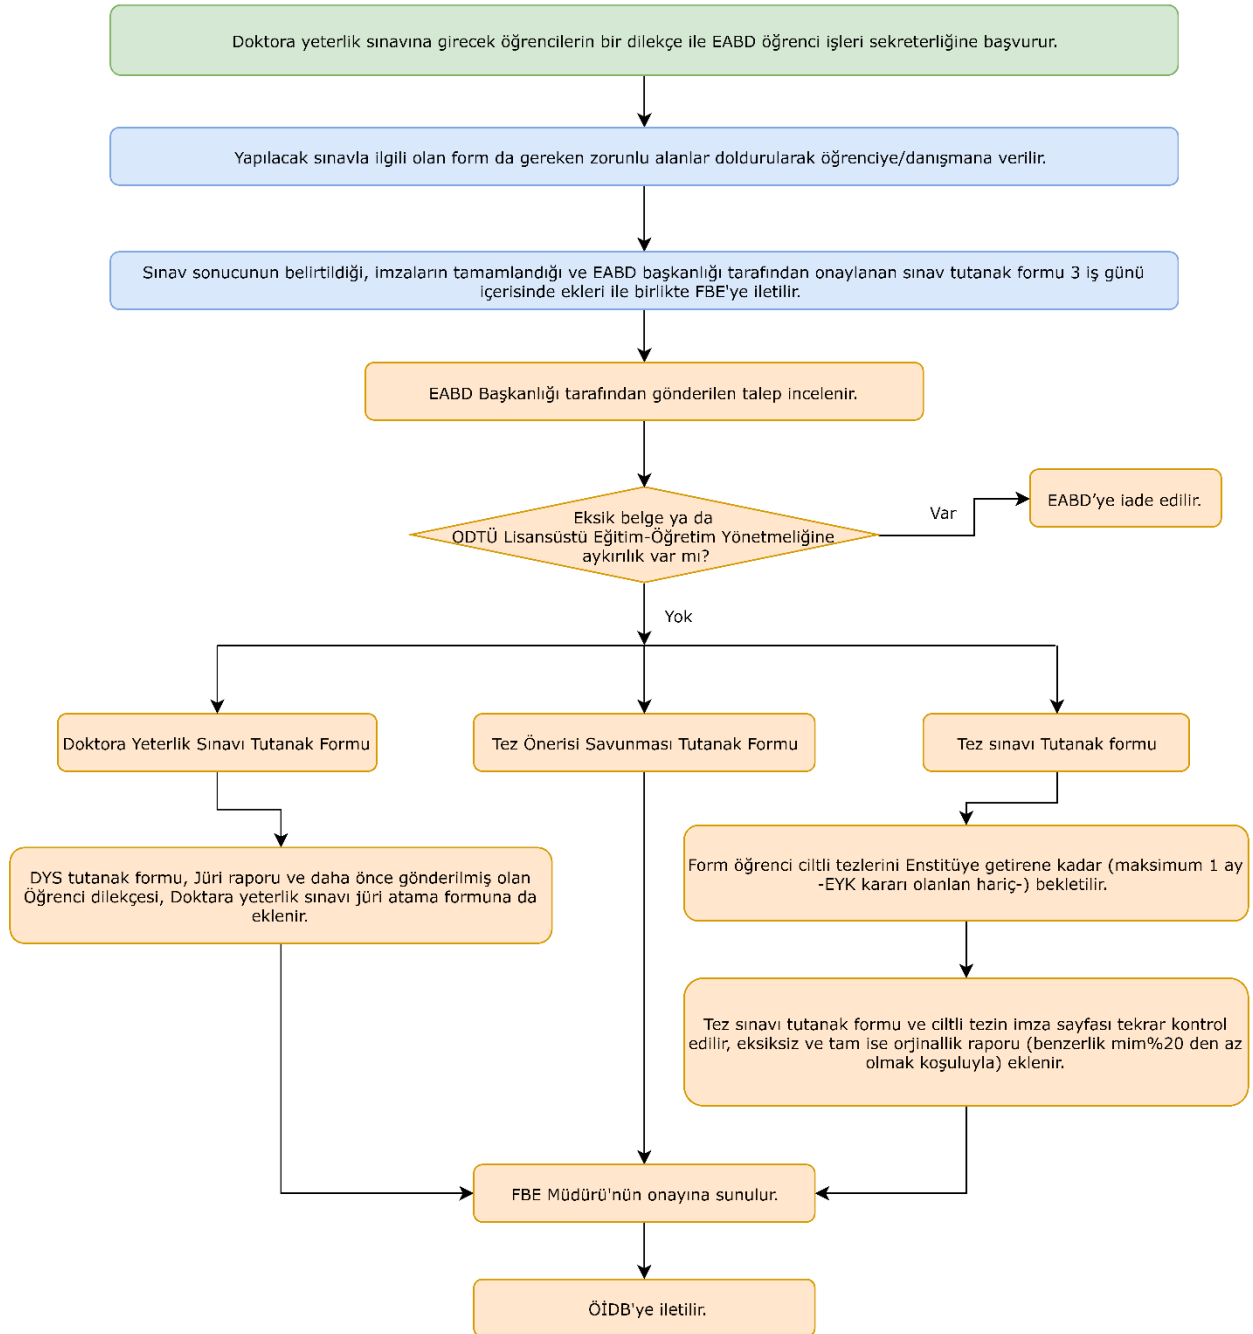 Doktora yeterlik sınavına girecek öğrencilerin bir dilekçe ile EABD öğrenci işleri sekreterliğine başvurur.
Yapılacak sınavla ilgili olan form da gereken zorunlu alanlar doldurularak öğrenciye/danışmana verilir.
Sınav sonucunun belirtildiği, imzaların tamamlandığı ve EABD başkanlığı tarafından onaylanan sınav tutanak formu 3 iş günü
içerisinde ekleri ile birlikte FBE'ye iletilir.
EABD Başkanlığı tarafından gönderilen talep incelenir.
Eksik belge ya da
ODTÜ Lisansüstü Eğitim-Öğretim Yönetmeliğine
aykırılık var mı?
Var
EABD’ye iade edilir.
Yok
Doktora Yeterlik Sınavı Tutanak Formu
Tez Önerisi Savunması Tutanak Formu
Tez sınavı Tutanak formu
DYS tutanak formu, Jüri raporu ve daha önce gönderilmiş olan
Öğrenci dilekçesi, Doktara yeterlik sınavı jüri atama formuna da
eklenir.
Form öğrenci ciltli tezlerini Enstitüye getirene kadar (maksimum 1 ay
-EYK kararı olanlan hariç-) bekletilir.
Tez sınavı tutanak formu ve ciltli tezin imza sayfası tekrar kontrol
edilir, eksiksiz ve tam ise orjinallik raporu (benzerlik mim%20 den az
olmak koşuluyla) eklenir.
FBE Müdürü'nün onayına sunulur.
ÖİDB'ye iletilir.